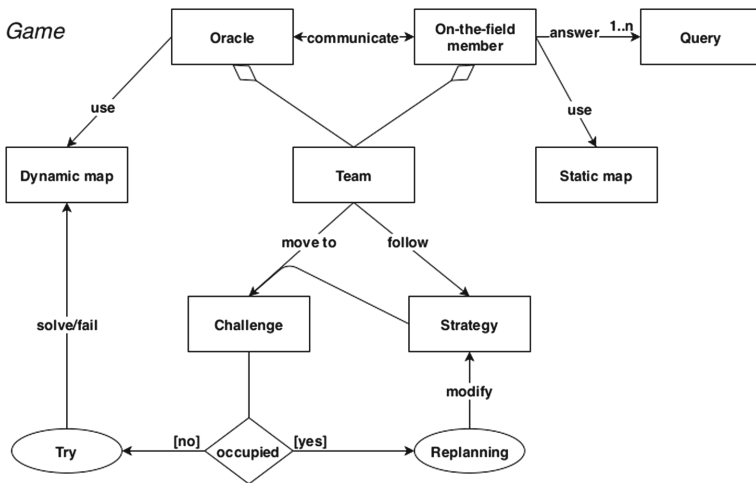 Game
Oracle
communicate
On-the-field
member
answer
1..n
Query
use
use
Dynamic map
Team
Static map
move to
follow
solve/fail
Challenge
Strategy
modify
[no]
[yes]
Try
occupied
Replanning